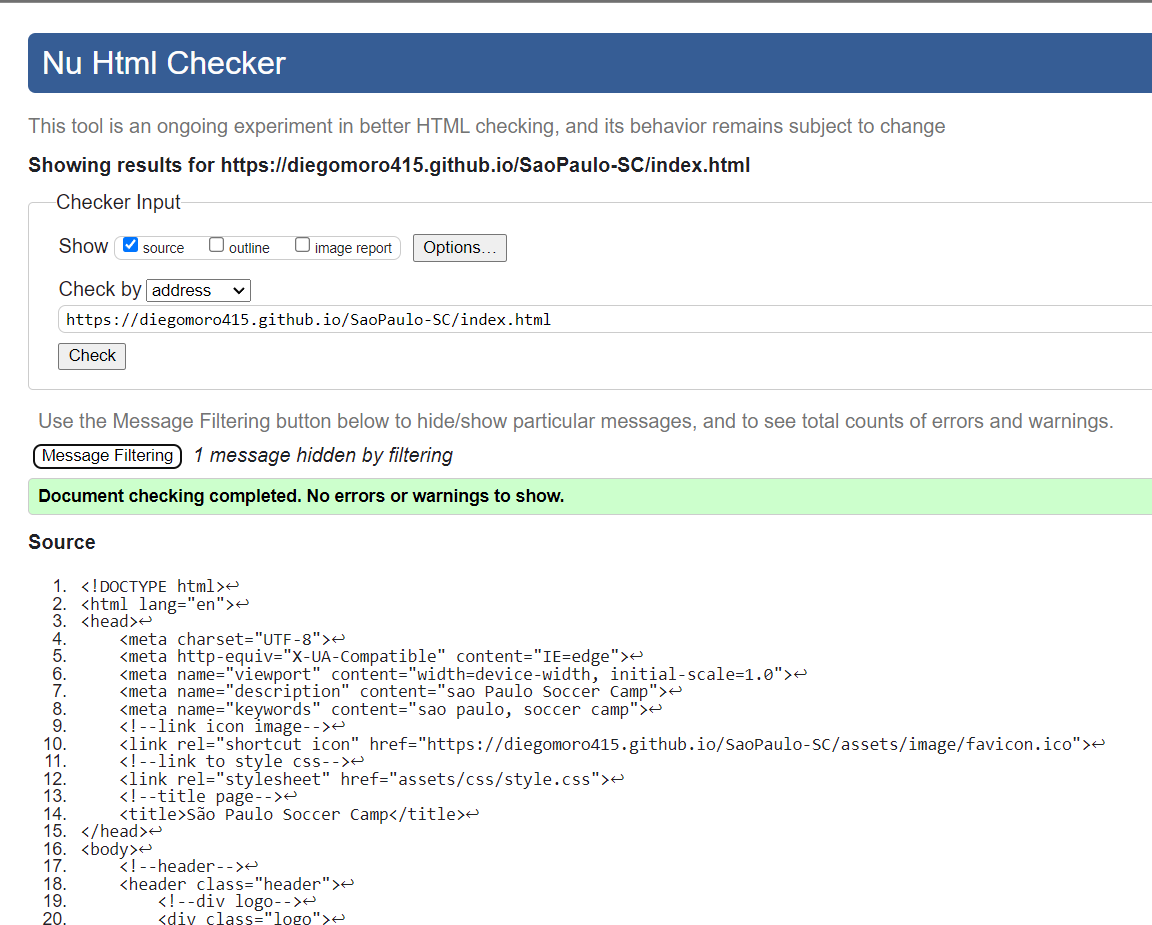 Nu Html Checker
This tool is an ongoing experiment in better HTML checking, and its behavior remains subject to change
Showing results for https://diegomoro415.github.io/SaoPaulo-SC/index.html
Checker Input
Show source outline image report Options...
Check by address
https://diegomoro415.github.io/SaoPaulo-SC/index.html
Check
Use the Message Filtering button below to hide/show particular messages, and to see total counts of errors and warnings.
Message Filtering 1 message hidden by filtering
Document checking completed. No errors or warnings to show.
Source
1. <!DOCTYPE html>↩
2. <html lang="en">↩
3. <head>↩
4.     <meta charset="UTF-8">↩
5.     <meta http-equiv="X-UA-Compatible" content="IE=edge">↩
6.     <meta name="viewport" content="width=device-width, initial-scale=1.0">↩
7.     <meta name="description" content="sao Paulo Soccer Camp">↩
8.     <meta name="keywords" content="sao paulo, soccer camp">↩
9.     <!--link icon image-->↩
10.     <link rel="shortcut icon" href="https://diegomoro415.github.io/SaoPaulo-SC/assets/image/favicon.ico">↩
11.     <!--link to style css-->↩
12.     <link rel="stylesheet" href="assets/css/style.css">↩
13.     <!--title page-->↩
14.     <title>São Paulo Soccer Camp</title>↩
15. </head>↩
16. <body>↩
17.     <!--header-->↩
18.     <header class="header">↩
19.         <!--div logo-->↩
20.         <div class="logo">↩